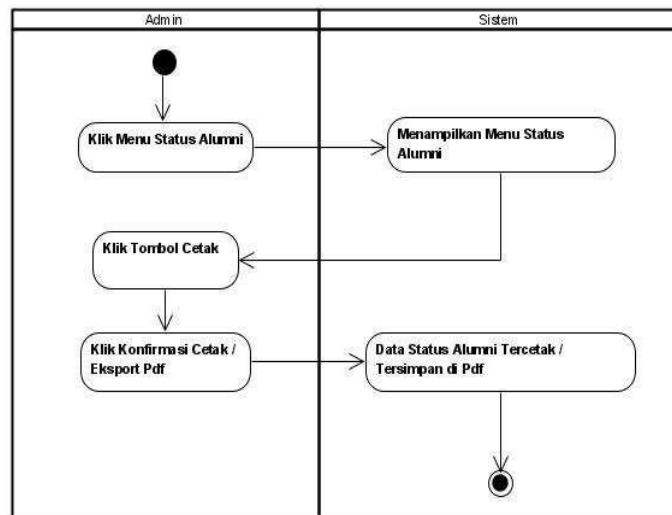 Admin
Sistem
Klik Menu Status Alumni
Menampilkan Menu Status
Alumni
Klik Tombol Cetak
Klik Konfirmasi Cetak /
Eksport Pdf
Data Status Alumni Tercetak /
Tersimpan di Pdf